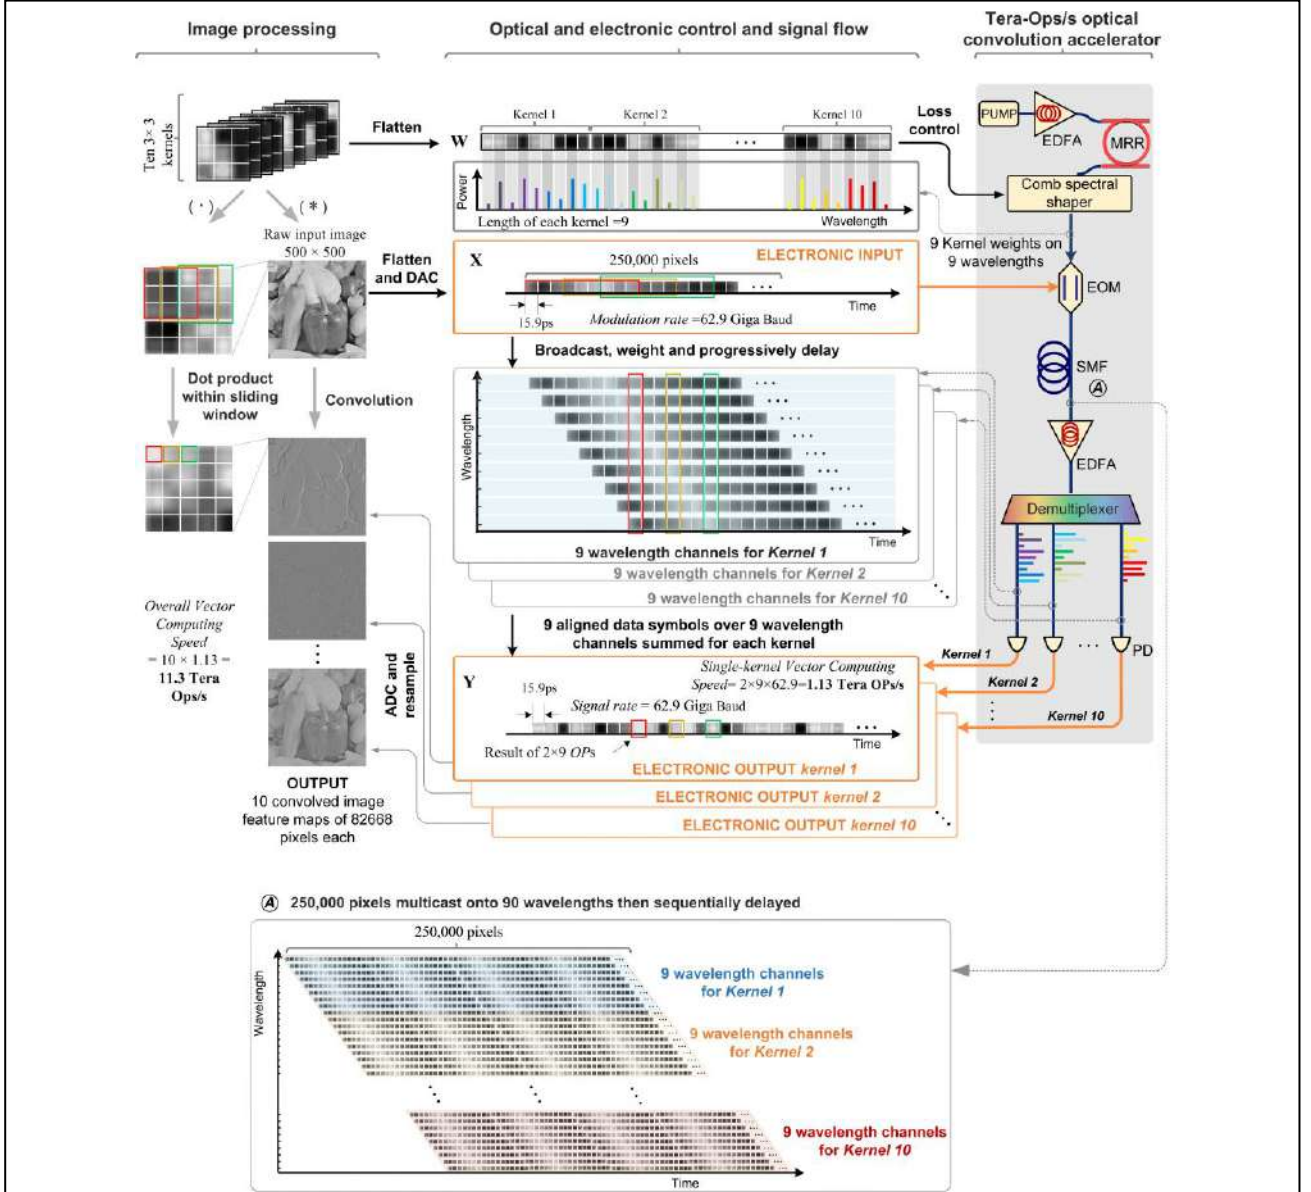 Image processing
Optical and electronic control and signal flow
Tera-Ops/s optical
convolution accelerator
Ten 3× 3
kernels
Flatten
Kernel 1
Kernel 2
Kernel 10
W
...
Loss
control
PUMP
EDFA
MRR
Comb spectral
shaper
Power
Length of each kernel =9
Wavelength
9 Kernel weights on
9 wavelengths
( · )
( * )
Raw input image
500 × 500
Flatten
and DAC
X
ELECTRONIC INPUT
250,000 pixels
...
Time
15.9ps
Modulation rate =62.9 Giga Baud
EOM
Broadcast, weight and progressively delay
SMF
A
EDFA
Dot product
within sliding
window
Convolution
Wavelength
Time
9 wavelength channels for Kernel 1
9 wavelength channels for Kernel 2
9 wavelength channels for Kernel 10
Demultiplexer
9 aligned data symbols over 9 wavelength
channels summed for each kernel
Overall Vector
Computing
Speed
= 10 × 1.13 =
11.3 Tera
Ops/s
ADC and
resample
Y
Single-kernel Vector Computing
Speed= 2×9×62.9=1.13 Tera OPs/s
15.9ps
Signal rate = 62.9 Giga Baud
...
Time
Result of 2×9 OPs
ELECTRONIC OUTPUT kernel 1
ELECTRONIC OUTPUT kernel 2
ELECTRONIC OUTPUT kernel 10
Kernel 1
Kernel 2
Kernel 10
PD
OUTPUT
10 convolved image
feature maps of 82668
pixels each
A 250,000 pixels multicast onto 90 wavelengths then sequentially delayed
250,000 pixels
Wavelength
9 wavelength channels
for Kernel 1
9 wavelength channels
for Kernel 2
9 wavelength channels
for Kernel 10
Time